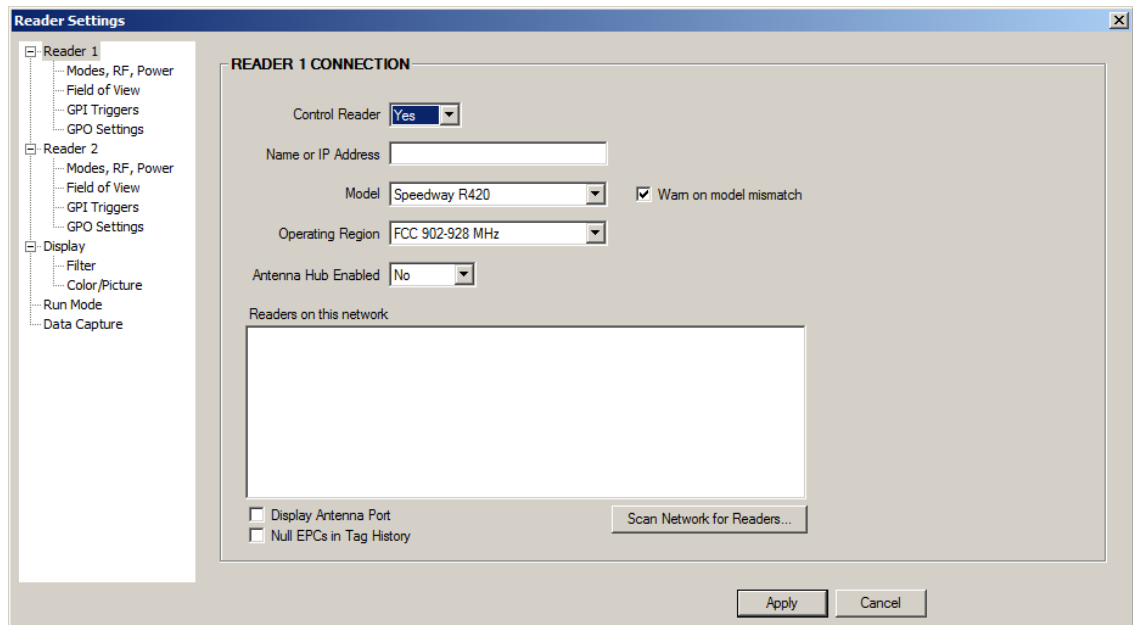 Reader Settings
Reader 1
Modes, RF, Power
Field of View
GPI Triggers
GPO Settings
Reader 2
Modes, RF, Power
Field of View
GPI Triggers
GPO Settings
Display
Filter
Color/Picture
Run Mode
Data Capture
READER 1 CONNECTION
Control Reader Yes
Name or IP Address
Model Speedway R420 Warn on model mismatch
Operating Region FCC 902-928 MHz
Antenna Hub Enabled No
Readers on this network
Display Antenna Port
Null EPCs in Tag History
Scan Network for Readers...
Apply Cancel